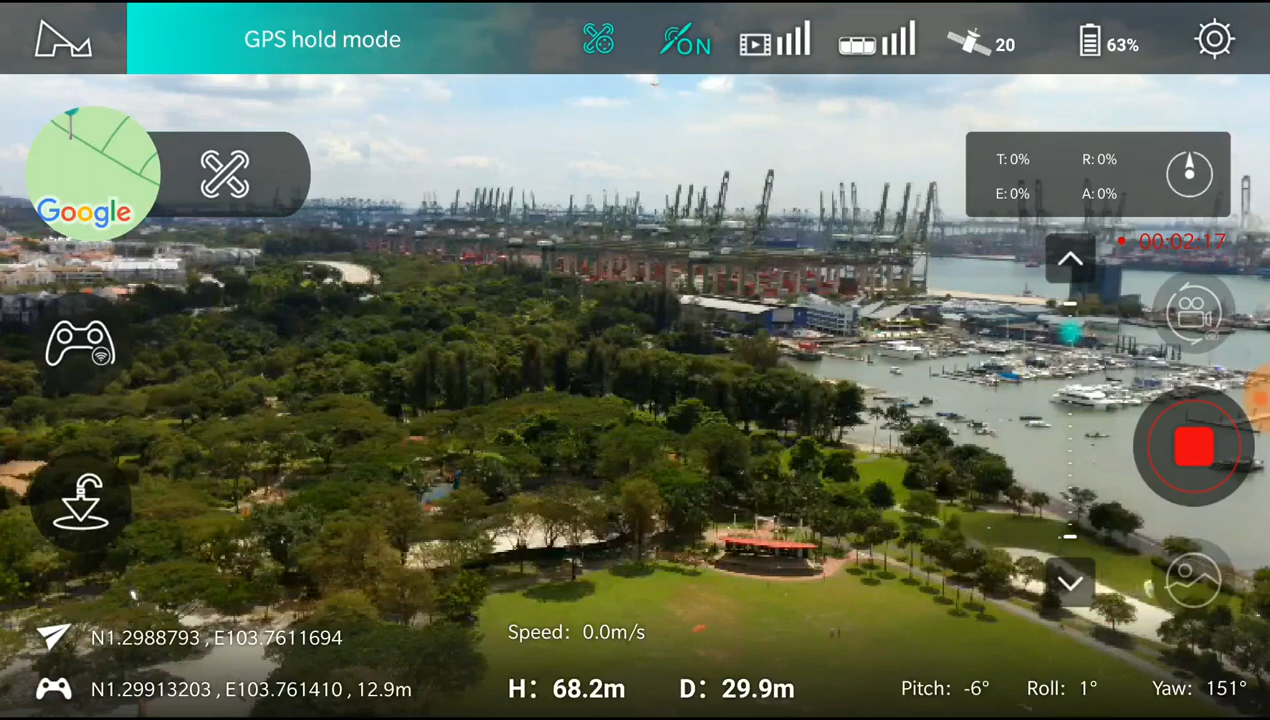 GPS hold mode
ON
20
63%
Google
T: 0% R: 0%
E: 0% A: 0%
00:02:17
N1.2988793 , E103.7611694
Speed: 0.0m/s
N1.29913203 , E103.761410 , 12.9m
H: 68.2m D: 29.9m
Pitch: -6° Roll: 1° Yaw: 151°